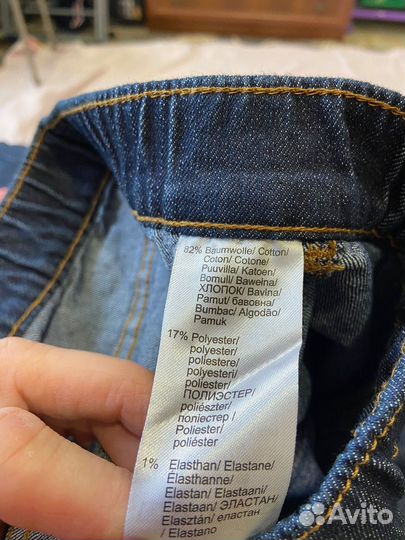 82% Baumwolle/ Cotton/
Coton/ Cotone/
Puuvilla/ Katoen/
Bomull/ Bawełna/
ХЛОПОК/ Bavlna/
Pamut/ бавовна/
Bumbac/ Algodão/
Pamuk
17% Polyester/
polyester/
poliestere/
polyesteri/
poliester/
ПОЛИЭСТЕР/
poliészter/
поліестер /
Poliester/
poliéster
1% Elasthan/ Elastane/
Élasthanne/
Elastan/ Elastaani/
Elastaan/ ЭЛАСТАН/
Elasztán/ еластан
/ Elastano
Avito